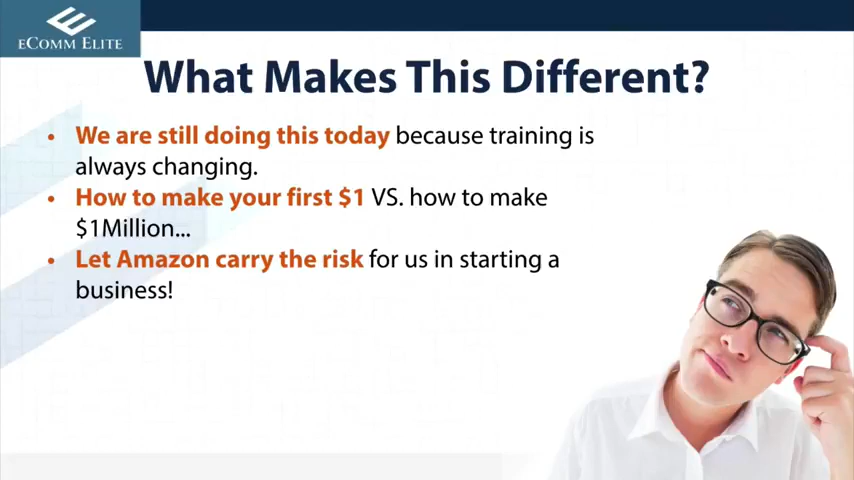 eComm Elite
What Makes This Different?
• We are still doing this today because training is
always changing.
• How to make your first $1 VS. how to make
$1Million...
• Let Amazon carry the risk for us in starting a
business!